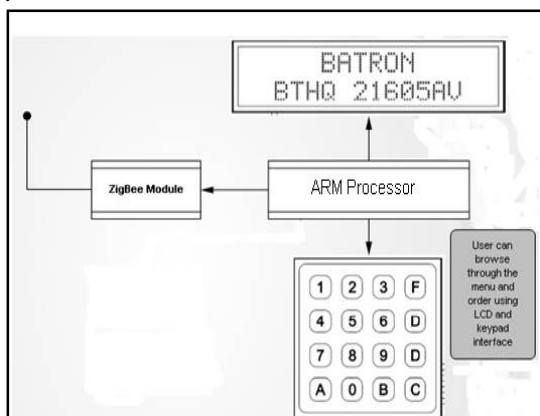 BATRON
BTHQ 21605AV
ZigBee Module
ARM Processor
User can
browse
through the
menu and
order using
LCD and
keypad
interface
1 2 3 F
4 5 6 D
7 8 9 D
A 0 B C